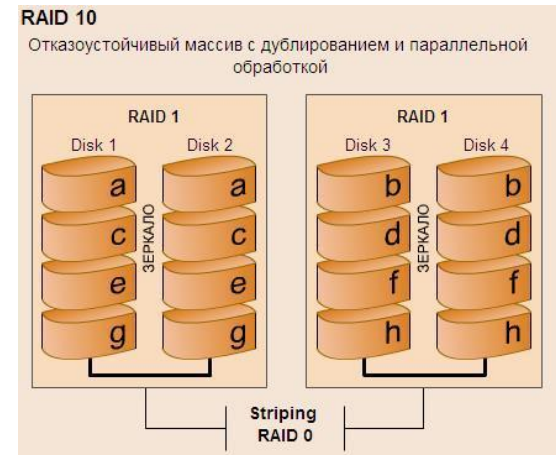 RAID 10
Отказоустойчивый массив с дублированием и параллельной
обработкой
RAID 1
Disk 1 Disk 2
a a
c c
e e
g g
ЗЕРКАЛО
RAID 1
Disk 3 Disk 4
b b
d d
f f
h h
ЗЕРКАЛО
Striping
RAID 0